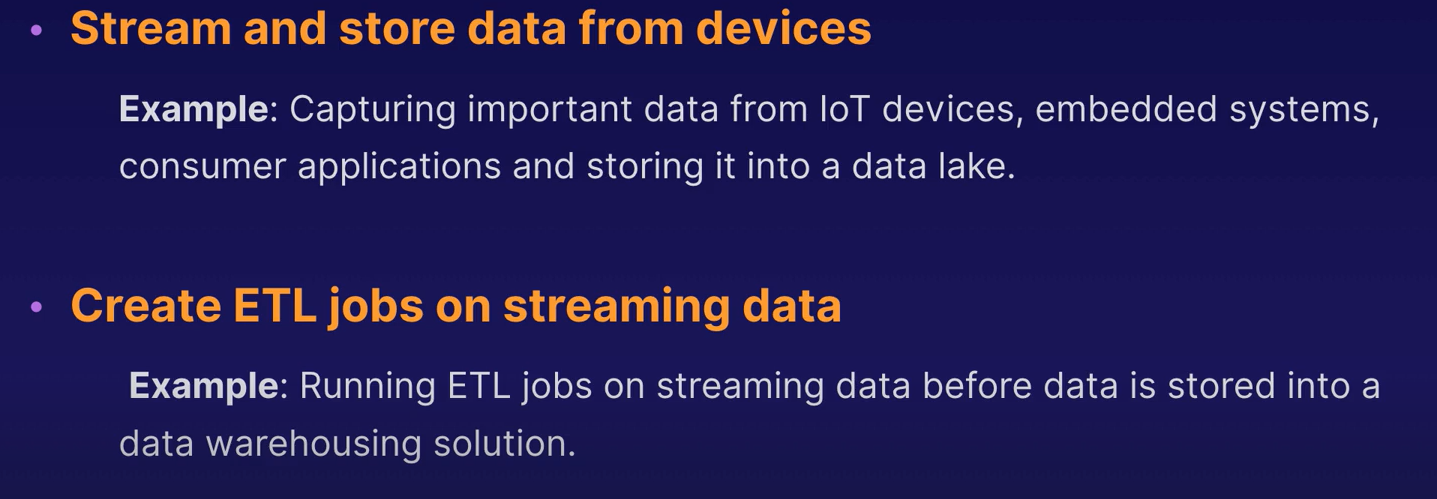 • Stream and store data from devices
Example: Capturing important data from IoT devices, embedded systems,
consumer applications and storing it into a data lake.
• Create ETL jobs on streaming data
Example: Running ETL jobs on streaming data before data is stored into a
data warehousing solution.